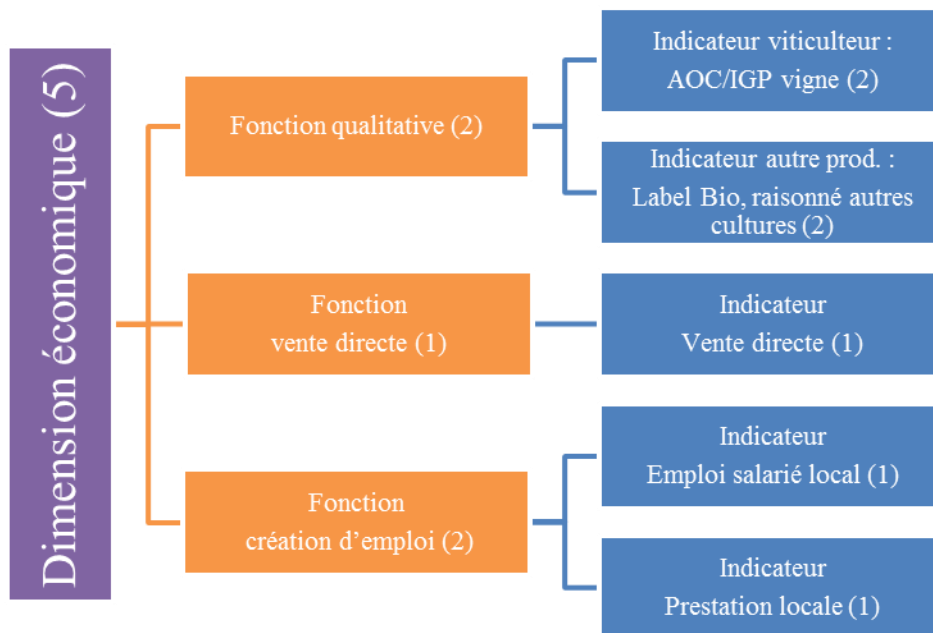 Dimension économique (5)
Fonction qualitative (2)
Indicateur viticulteur :
AOC/IGP vigne (2)
Indicateur autre prod. :
Label Bio, raisonné autres
cultures (2)
Fonction
vente directe (1)
Indicateur
Vente directe (1)
Fonction
création d’emploi (2)
Indicateur
Emploi salarié local (1)
Indicateur
Prestation locale (1)